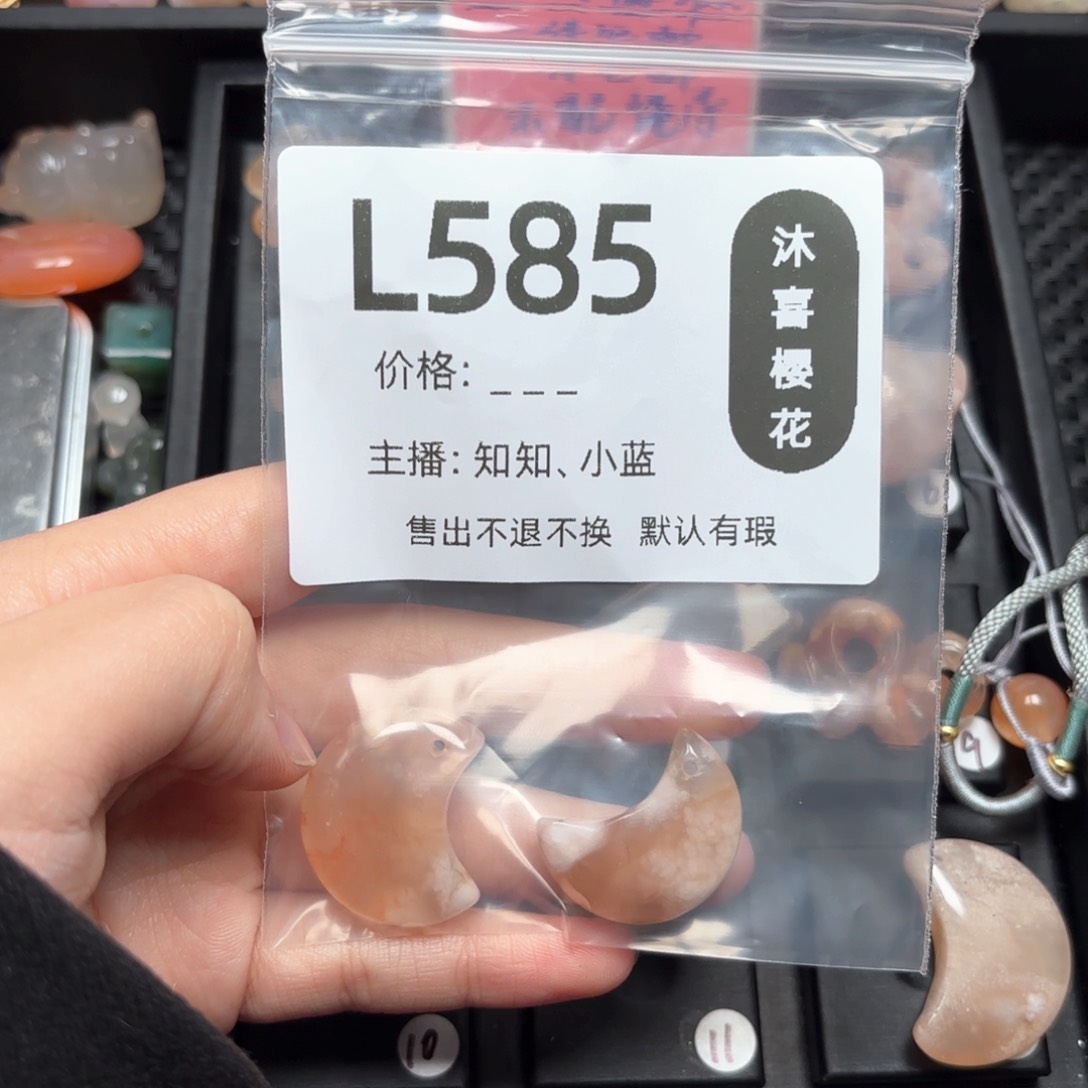 L585
价格: _ _ _
主播: 知知、小蓝
售出不退不换 默认有瑕
沐喜樱花
9
10
11